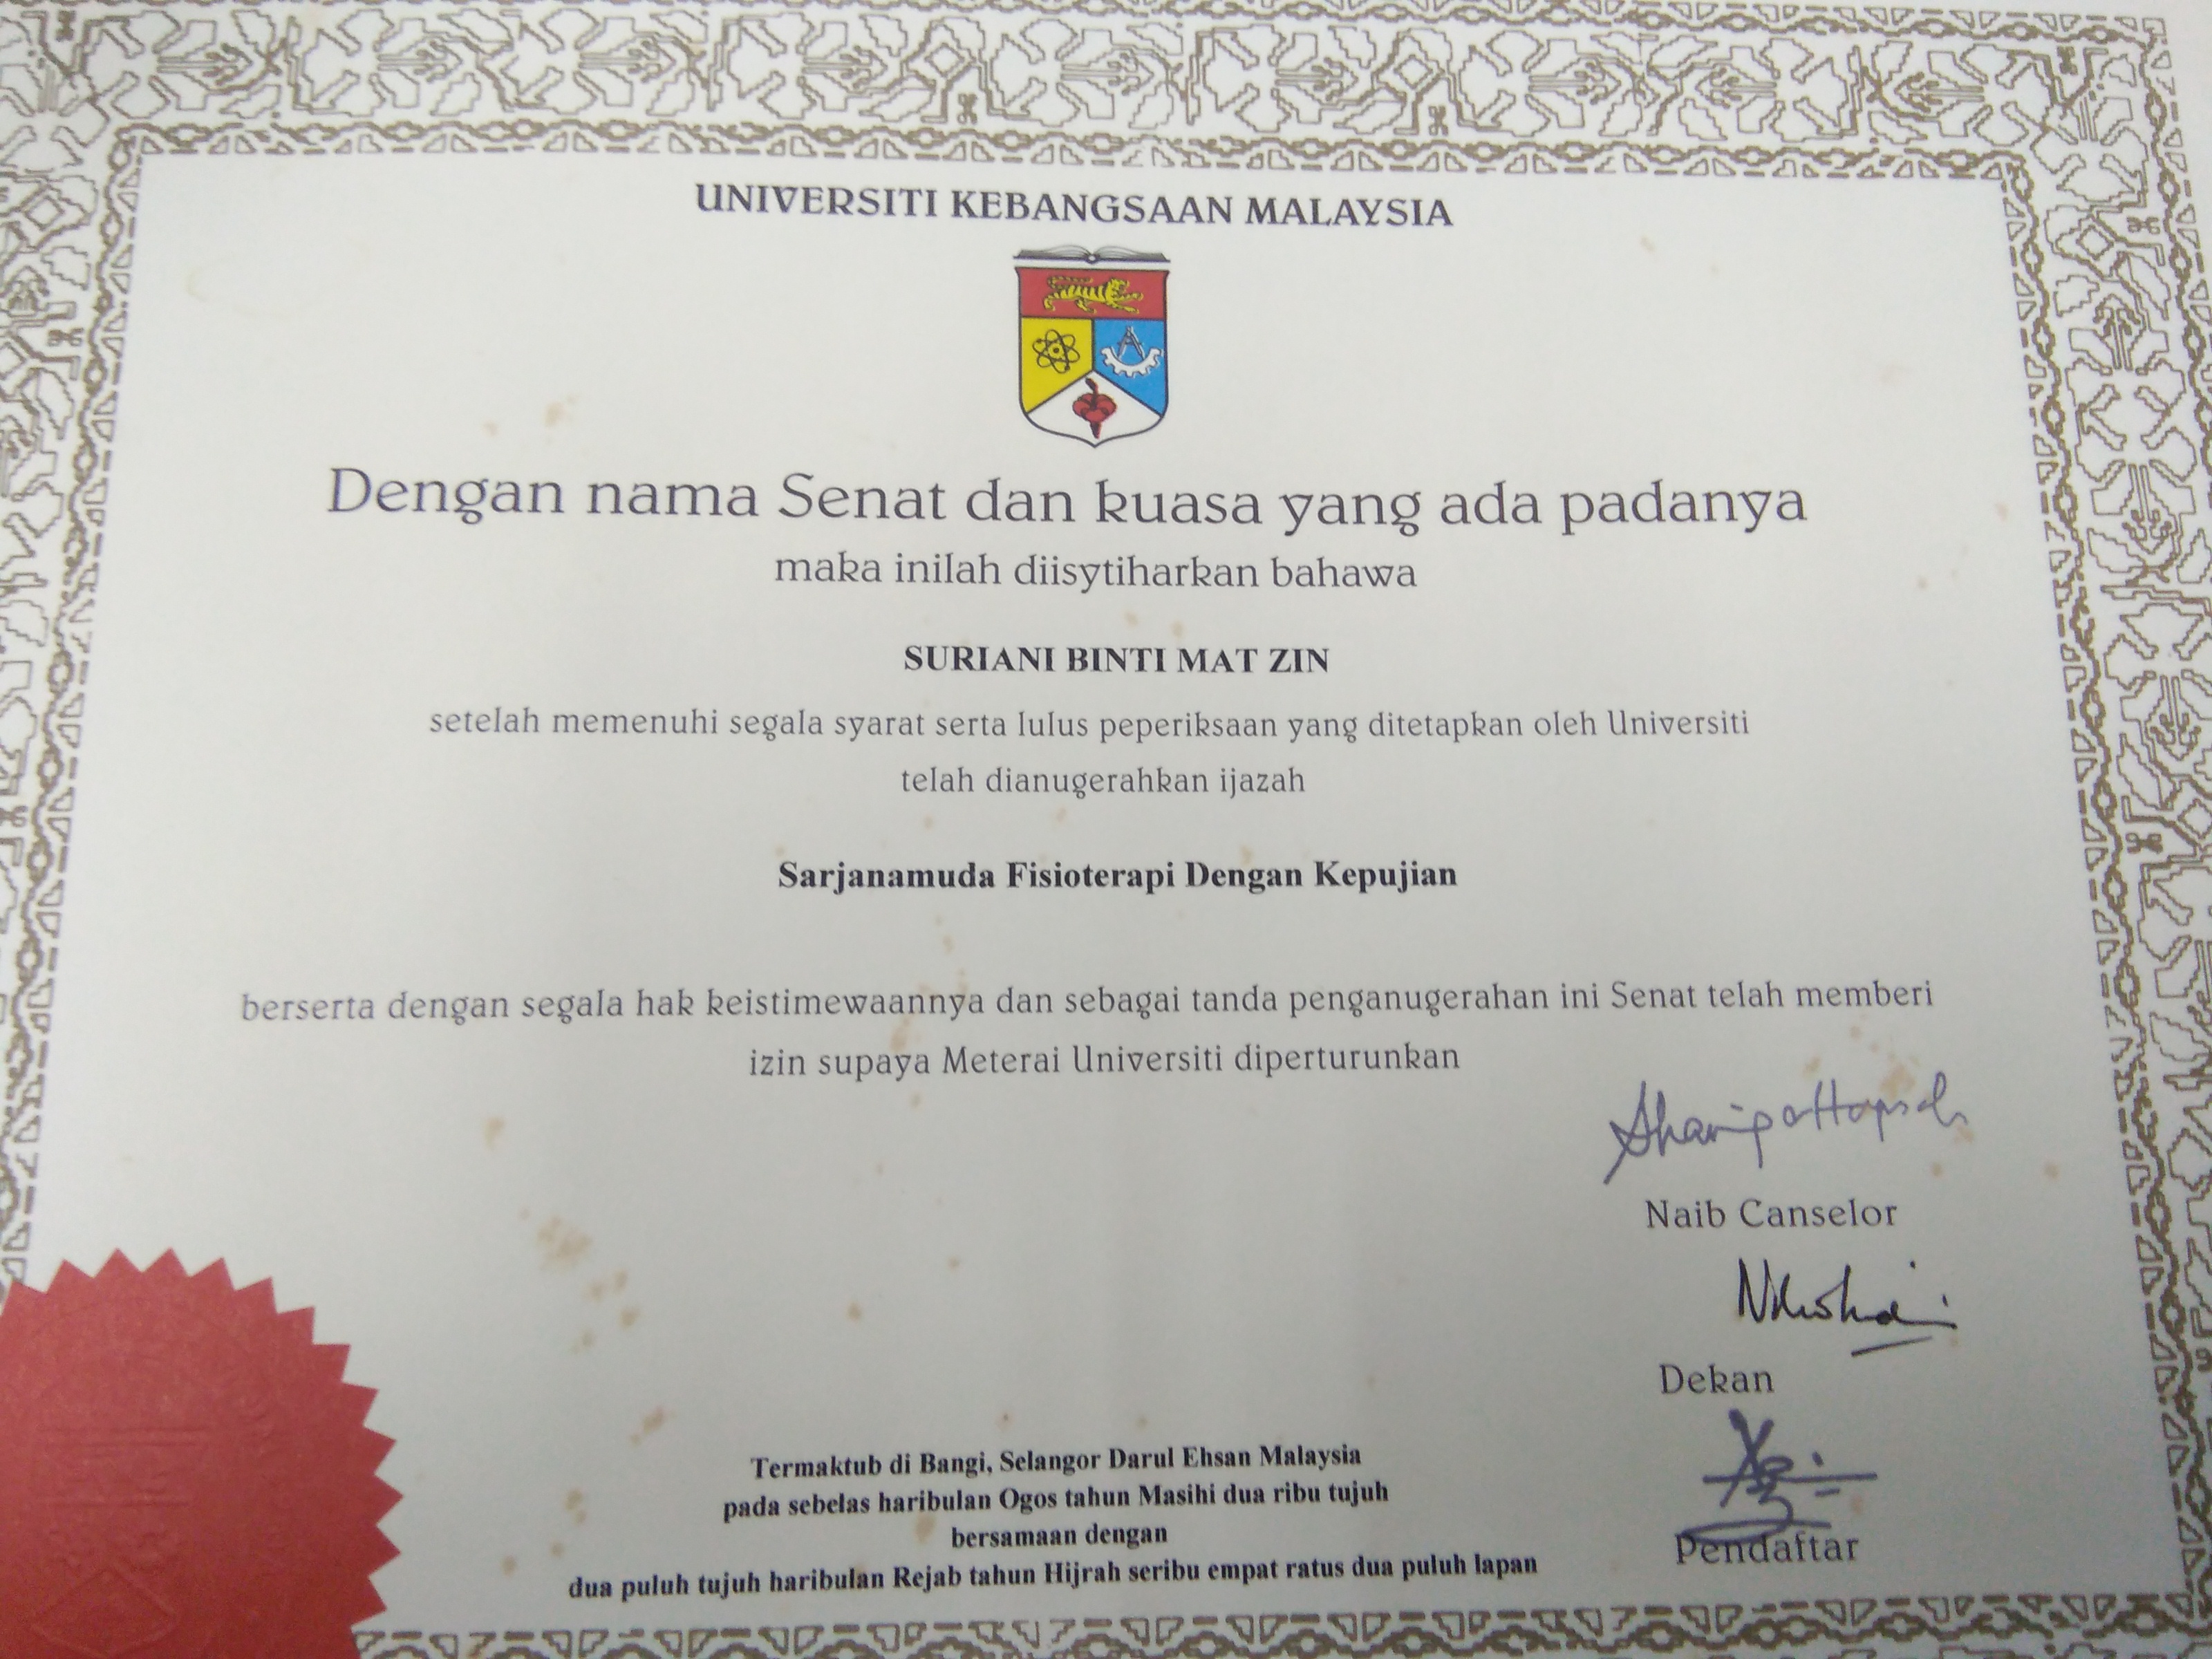 UNIVERSITI KEBANGSAAN MALAYSIA
Dengan nama Senat dan kuasa yang ada padanya
maka inilah diisytiharkan bahawa
SURIANI BINTI MAT ZIN
setelah memenuhi segala syarat serta lulus peperiksaan yang ditetapkan oleh Universiti
telah dianugerahkan ijazah
Sarjanamuda Fisioterapi Dengan Kepujian
berserta dengan segala hak keistimewaannya dan sebagai tanda penganugerahan ini Senat telah memberi
izin supaya Meterai Universiti diperturunkan
Naib Canselor
Dekan
Pendaftar
Termaktub di Bangi, Selangor Darul Ehsan Malaysia
pada sebelas haribulan Ogos tahun Masihi dua ribu tujuh
bersamaan dengan
dua puluh tujuh haribulan Rejab tahun Hijrah seribu empat ratus dua puluh lapan